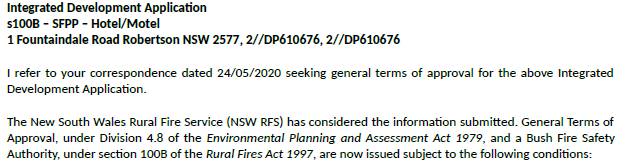 Integrated Development Application
s100B – SFPP – Hotel/Motel
1 Fountaindale Road Robertson NSW 2577, 2//DP610676, 2//DP610676
I refer to your correspondence dated 24/05/2020 seeking general terms of approval for the above Integrated
Development Application.
The New South Wales Rural Fire Service (NSW RFS) has considered the information submitted. General Terms of
Approval, under Division 4.8 of the Environmental Planning and Assessment Act 1979, and a Bush Fire Safety
Authority, under section 100B of the Rural Fires Act 1997, are now issued subject to the following conditions: